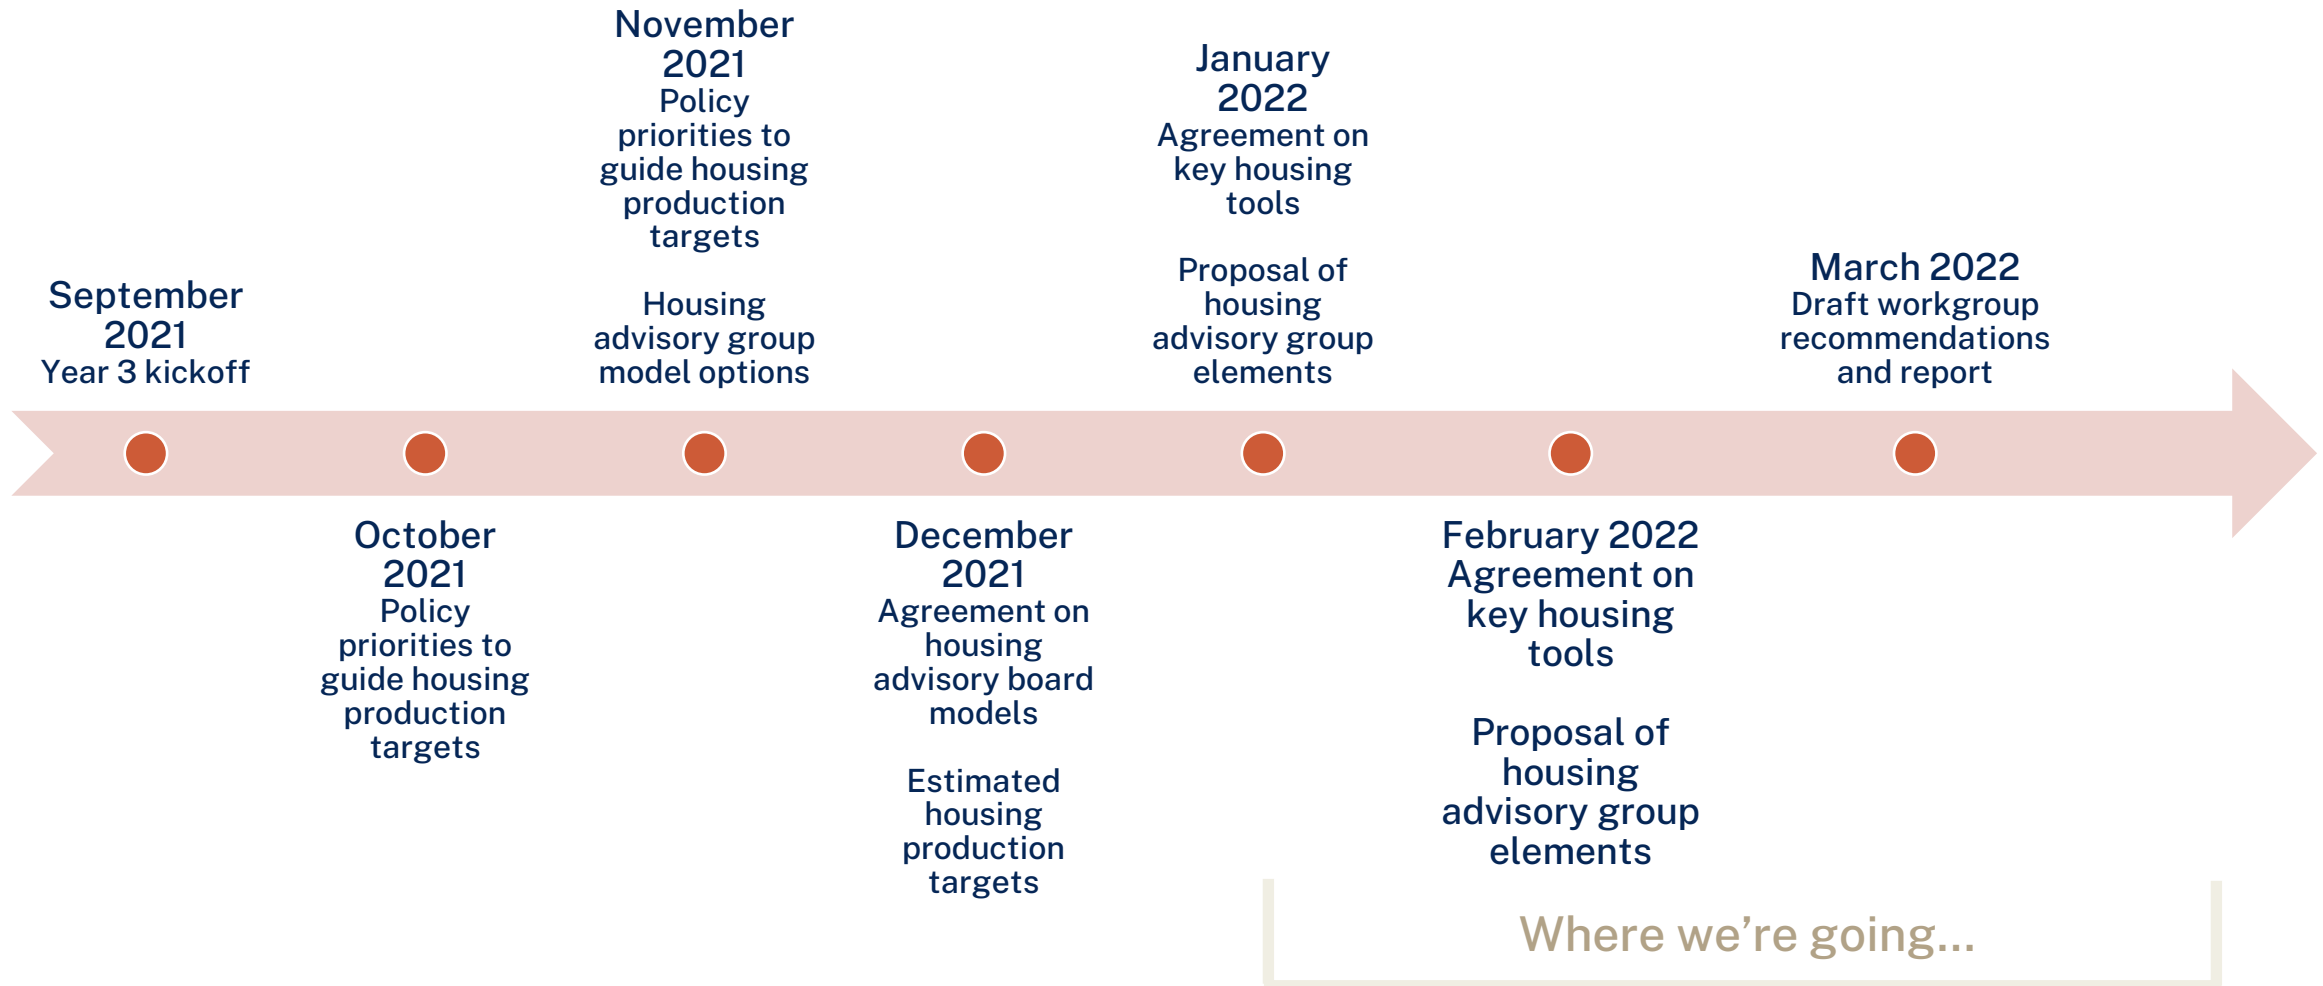 September
2021
Year 3 kickoff
October
2021
Policy
priorities to
guide housing
production
targets
November
2021
Policy
priorities to
guide housing
production
targets
Housing
advisory group
model options
December
2021
Agreement on
housing
advisory board
models
Estimated
housing
production
targets
January
2022
Agreement on
key housing
tools
Proposal of
housing
advisory group
elements
February 2022
Agreement on
key housing
tools
Proposal of
housing
advisory group
elements
March 2022
Draft workgroup
recommendations
and report
Where we’re going...